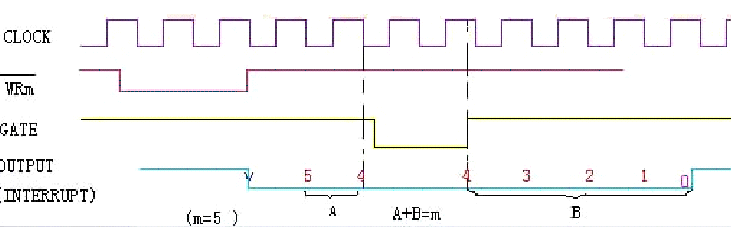 CLOCK
WRm
GATE
OUTPUT
5 4 4 3 2 1 0
(INTERRUPT)
A B
(m=5 ) A+B=m